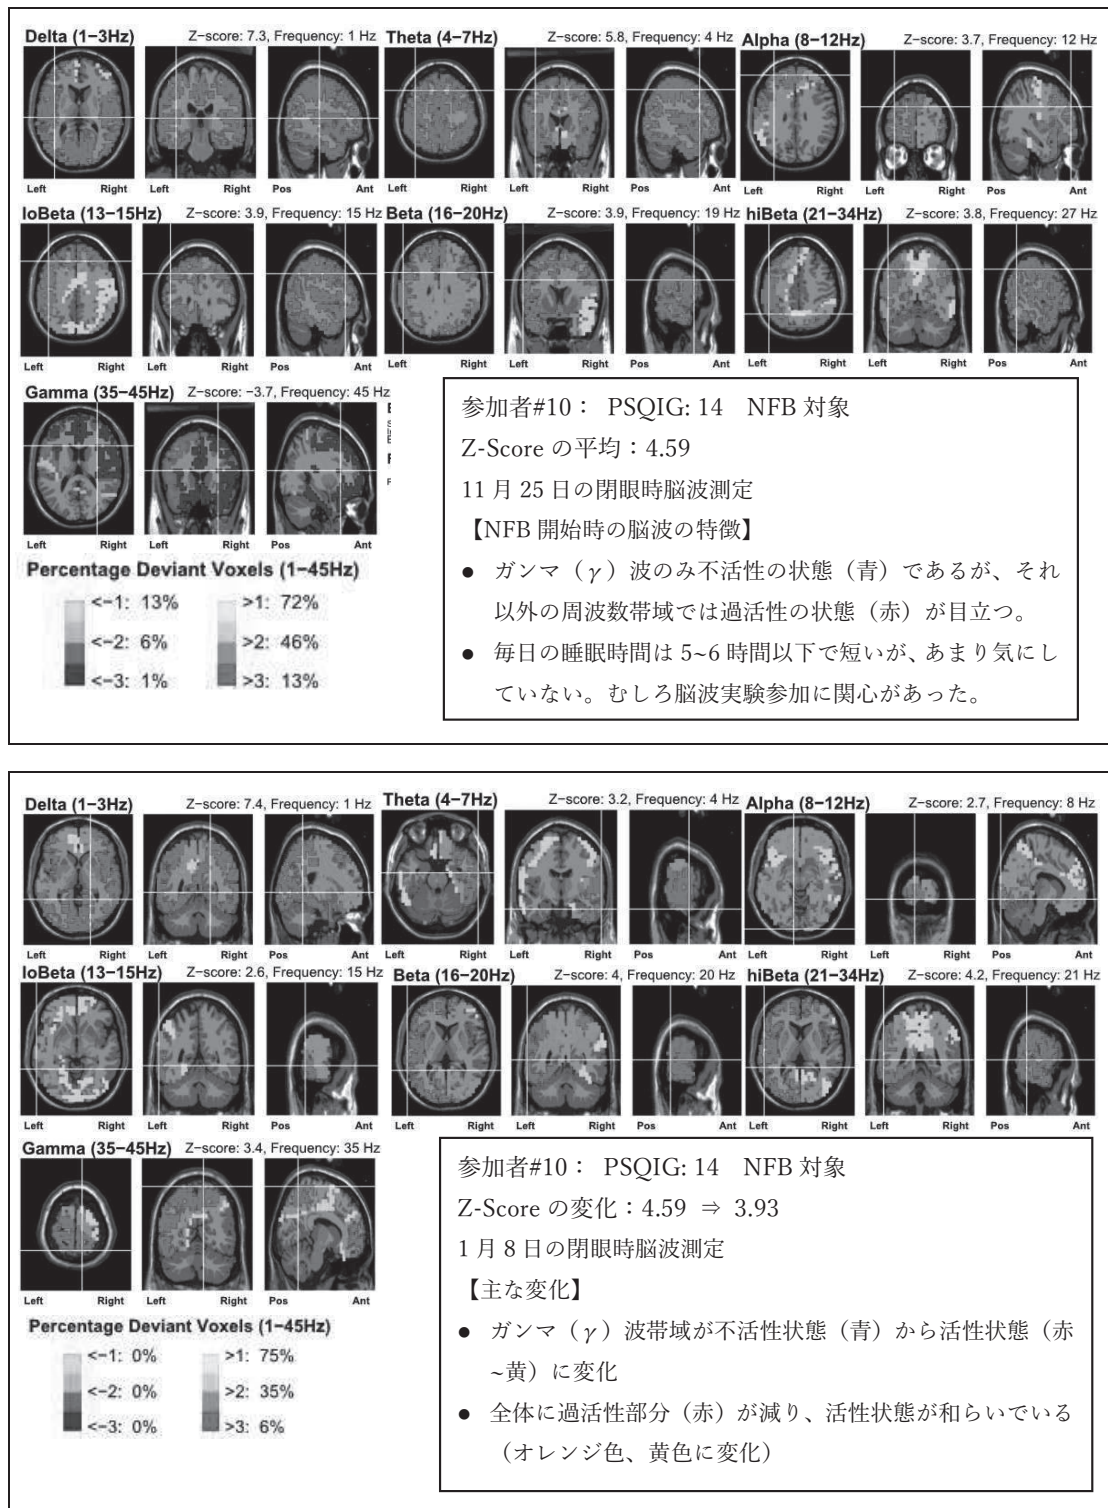 Delta (1−3Hz) Z−score: 7.3, Frequency: 1 Hz
Left Right Left Right Pos Ant
Theta (4−7Hz) Z−score: 5.8, Frequency: 4 Hz
Left Right Left Right Pos Ant
Alpha (8−12Hz) Z−score: 3.7, Frequency: 12 Hz
Left Right Left Right Pos Ant
loBeta (13−15Hz) Z−score: 3.9, Frequency: 15 Hz
Left Right Left Right Pos Ant
Beta (16−20Hz) Z−score: 3.9, Frequency: 19 Hz
Left Right Left Right Pos Ant
hiBeta (21−34Hz) Z−score: 3.8, Frequency: 27 Hz
Left Right Left Right Pos Ant
Gamma (35−45Hz) Z−score: −3.7, Frequency: 45 Hz
Left Right Left Right Pos Ant
Percentage Deviant Voxels (1−45Hz)
<−1: 13% >1: 72%
<−2: 6% >2: 46%
<−3: 1% >3: 13%
参加者#10： PSQIG: 14 NFB 対象
Z-Score の平均：4.59
11 月 25 日の閉眼時脳波測定
【NFB 開始時の脳波の特徴】
● ガンマ（γ）波のみ不活性の状態（青）であるが、それ
以外の周波数帯域では過活性の状態（赤）が目立つ。
● 毎日の睡眠時間は 5~6 時間以下で短いが、あまり気にし
ていない。むしろ脳波実験参加に関心があった。
Delta (1−3Hz) Z−score: 7.4, Frequency: 1 Hz
Left Right Left Right Pos Ant
Theta (4−7Hz) Z−score: 3.2, Frequency: 4 Hz
Left Right Left Right Pos Ant
Alpha (8−12Hz) Z−score: 2.7, Frequency: 8 Hz
Left Right Left Right Pos Ant
loBeta (13−15Hz) Z−score: 2.6, Frequency: 15 Hz
Left Right Left Right Pos Ant
Beta (16−20Hz) Z−score: 4, Frequency: 20 Hz
Left Right Left Right Pos Ant
hiBeta (21−34Hz) Z−score: 4.2, Frequency: 21 Hz
Left Right Left Right Pos Ant
Gamma (35−45Hz) Z−score: 3.4, Frequency: 35 Hz
Left Right Left Right Pos Ant
Percentage Deviant Voxels (1−45Hz)
<−1: 0% >1: 75%
<−2: 0% >2: 35%
<−3: 0% >3: 6%
参加者#10： PSQIG: 14 NFB 対象
Z-Score の変化：4.59 ⇒ 3.93
1 月 8 日の閉眼時脳波測定
【主な変化】
● ガンマ（γ）波帯域が不活性状態（青）から活性状態（赤
~黄）に変化
● 全体に過活性部分（赤）が減り、活性状態が和らいでいる
（オレンジ色、黄色に変化）